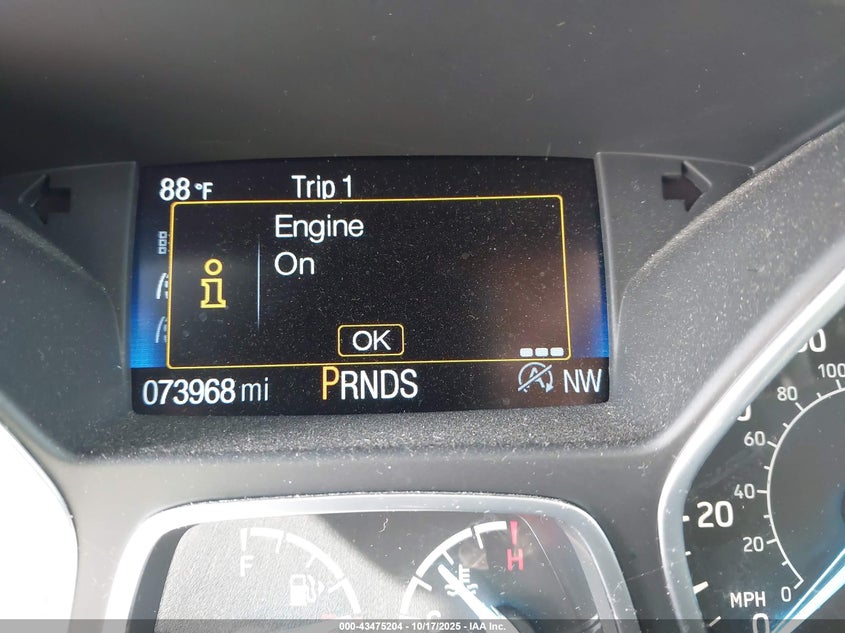 88°F Trip 1
Engine
On
i
OK
073968 mi PRNDS A NW
F H
20
0
20
40
60
80
100
MPH
0
000-43475204 - 10/17/2025 - IAA Inc.